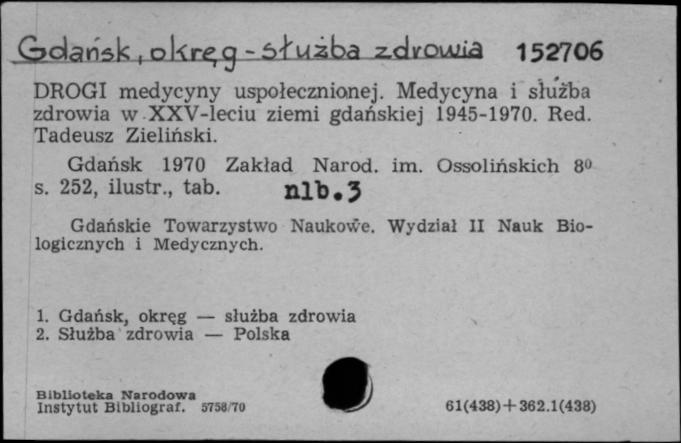 Gdańsk, okręg - służba zdrowia 152706
DROGI medycyny uspołecznionej. Medycyna i służba
zdrowia w XXV-leciu ziemi gdańskiej 1945-1970. Red.
Tadeusz Zieliński.
Gdańsk 1970 Zakład Narod. im. Ossolińskich 8⁰
s. 252, ilustr., tab. nlb. 3
Gdańskie Towarzystwo Naukowe. Wydział II Nauk Bio-
logicznych i Medycznych.
1. Gdańsk, okręg — służba zdrowia
2. Służba zdrowia — Polska
Biblioteka Narodowa
Instytut Bibliograf. 5758/70 61(438)+362.1(438)